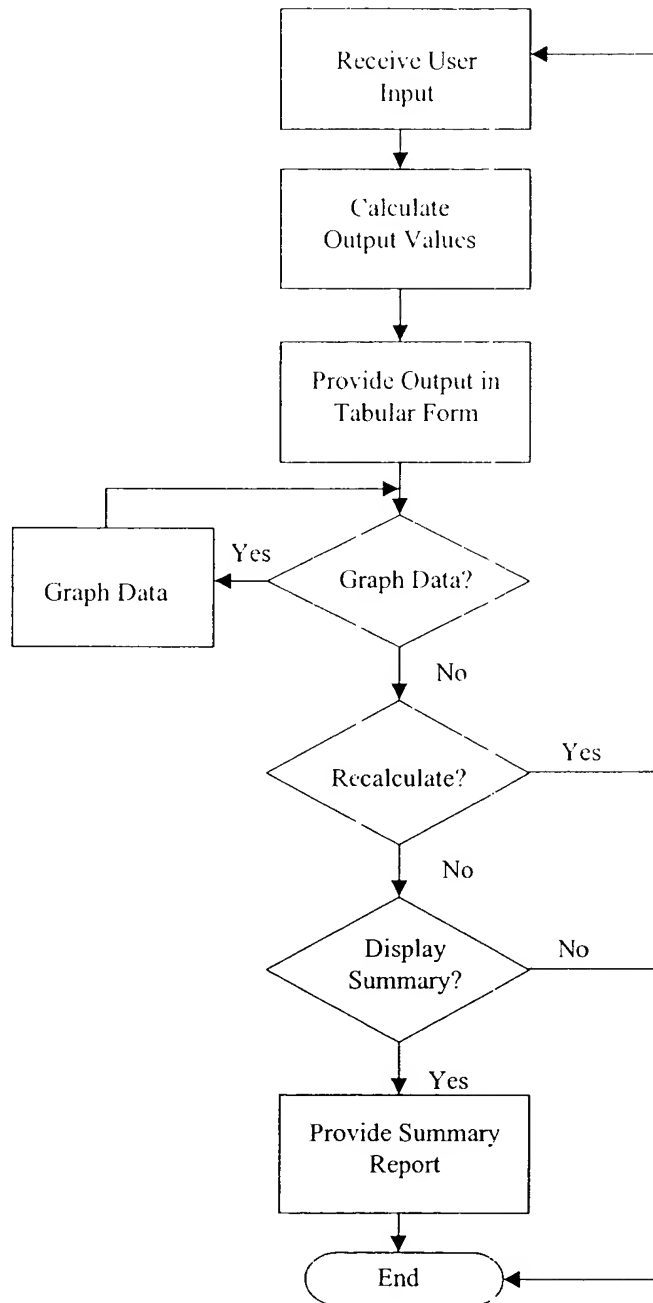 Receive User
Input
Calculate
Output Values
Provide Output in
Tabular Form
Yes
Graph Data
Graph Data?
No
Recalculate?
Yes
No
Display
Summary?
No
Yes
Provide Summary
Report
End